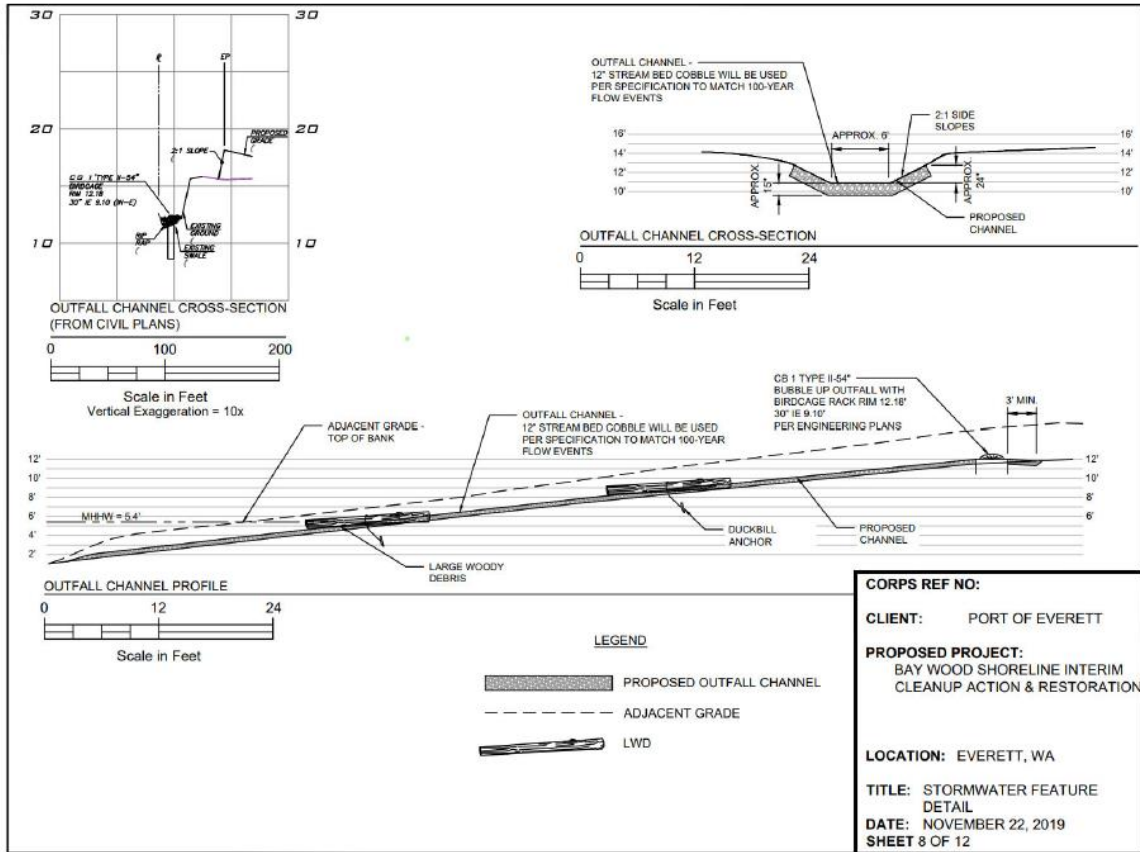 30
30
℄
EP
20
20
PROPOSED
GRADE
2:1 SLOPE
C.G 1 TYPE II-54"
BIRDCAGE
RIM 12.18
30" IE 9.10 (IN-E)
10
10
RIP
RAP
EXISTING
GROUND
EXISTING
SWALE
OUTFALL CHANNEL CROSS-SECTION
(FROM CIVIL PLANS)
0 100 200
Scale in Feet
Vertical Exaggeration = 10x
OUTFALL CHANNEL -
12" STREAM BED COBBLE WILL BE USED
PER SPECIFICATION TO MATCH 100-YEAR
FLOW EVENTS
2:1 SIDE
SLOPES
APPROX. 6'
16'
14'
12'
10'
16'
14'
12'
10'
APPROX.
15"
APPROX.
24"
PROPOSED
CHANNEL
OUTFALL CHANNEL CROSS-SECTION
0 12 24
Scale in Feet
CB 1 TYPE II-54"
BUBBLE UP OUTFALL WITH
BIRDCAGE RACK RIM 12.18'
30" IE 9.10'
PER ENGINEERING PLANS
3' MIN.
ADJACENT GRADE -
TOP OF BANK
OUTFALL CHANNEL -
12" STREAM BED COBBLE WILL BE USED
PER SPECIFICATION TO MATCH 100-YEAR
FLOW EVENTS
12'
10'
8'
6'
4'
2'
12'
10'
8'
6'
MHHW = 5.4'
DUCKBILL
ANCHOR
PROPOSED
CHANNEL
LARGE WOODY
DEBRIS
OUTFALL CHANNEL PROFILE
0 12 24
Scale in Feet
LEGEND
PROPOSED OUTFALL CHANNEL
ADJACENT GRADE
LWD
CORPS REF NO:
CLIENT: PORT OF EVERETT
PROPOSED PROJECT:
BAY WOOD SHORELINE INTERIM
CLEANUP ACTION & RESTORATION
LOCATION: EVERETT, WA
TITLE: STORMWATER FEATURE
DETAIL
DATE: NOVEMBER 22, 2019
SHEET 8 OF 12